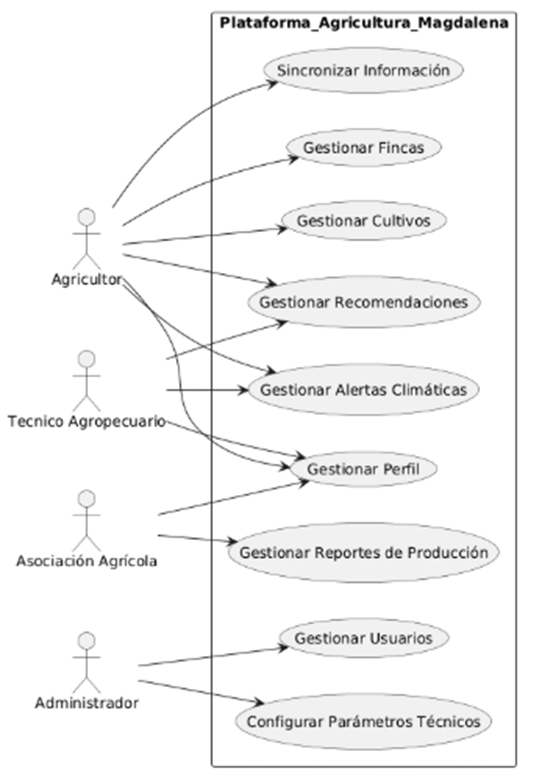 Plataforma_Agricultura_Magdalena
Sincronizar Información
Gestionar Fincas
Gestionar Cultivos
Agricultor
Gestionar Recomendaciones
Gestionar Alertas Climáticas
Tecnico Agropecuario
Gestionar Perfil
Gestionar Reportes de Producción
Asociación Agrícola
Gestionar Usuarios
Administrador
Configurar Parámetros Técnicos